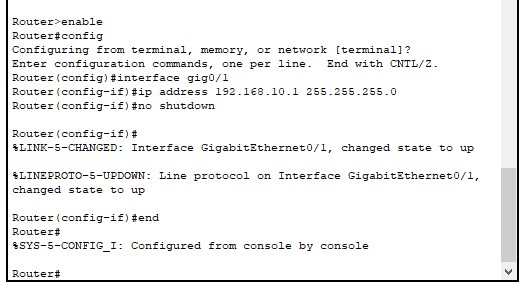 Router>enable
Router#config
Configuring from terminal, memory, or network [terminal]?
Enter configuration commands, one per line.  End with CNTL/Z.
Router(config)#interface gig0/1
Router(config-if)#ip address 192.168.10.1 255.255.255.0
Router(config-if)#no shutdown
Router(config-if)#
%LINK-5-CHANGED: Interface GigabitEthernet0/1, changed state to up
%LINEPROTO-5-UPDOWN: Line protocol on Interface GigabitEthernet0/1,
changed state to up
Router(config-if)#end
Router#
%SYS-5-CONFIG_I: Configured from console by console
Router#